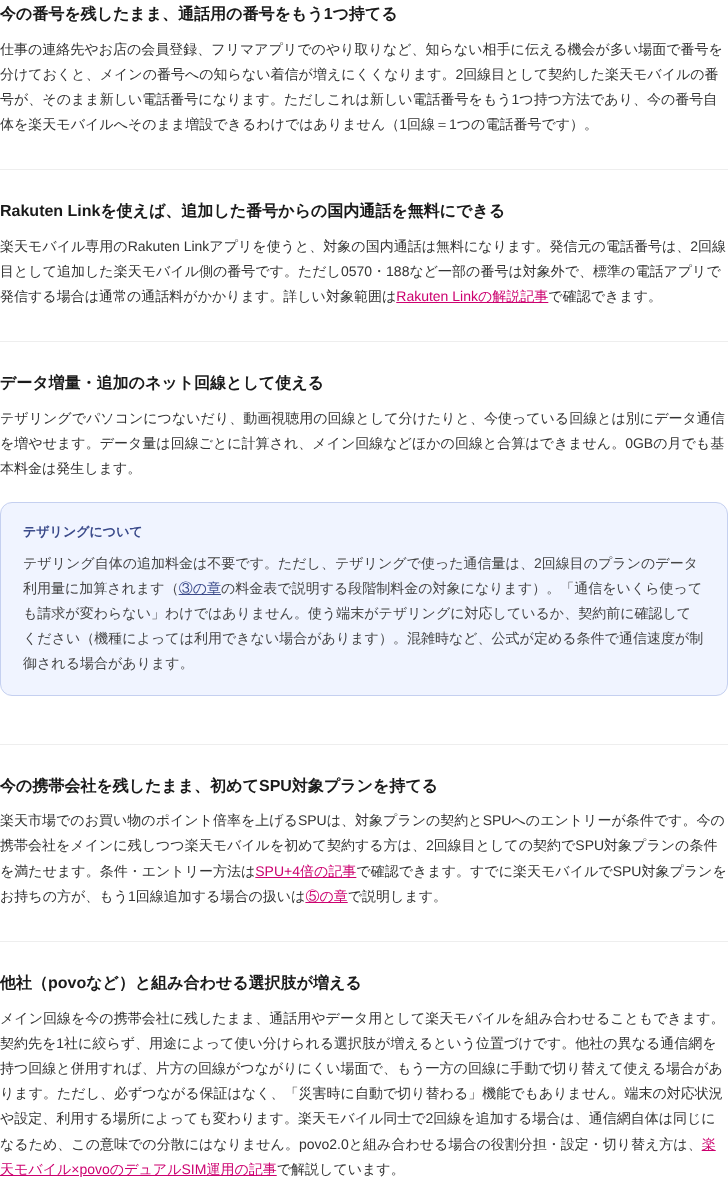 今の番号を残したまま、通話用の番号をもう1つ持てる
仕事の連絡先やお店の会員登録、フリマアプリでのやり取りなど、知らない相手に伝える機会が多い場面で番号を
分けておくと、メインの番号への知らない着信が増えにくくなります。2回線目として契約した楽天モバイルの番
号が、そのまま新しい電話番号になります。ただしこれは新しい電話番号をもう1つ持つ方法であり、今の番号自
体を楽天モバイルへそのまま増設できるわけではありません（1回線＝1つの電話番号です）。
Rakuten Linkを使えば、追加した番号からの国内通話を無料にできる
楽天モバイル専用のRakuten Linkアプリを使うと、対象の国内通話は無料になります。発信元の電話番号は、2回線
目として追加した楽天モバイル側の番号です。ただし0570・188など一部の番号は対象外で、標準の電話アプリで
発信する場合は通常の通話料がかかります。詳しい対象範囲はRakuten Linkの解説記事で確認できます。
データ増量・追加のネット回線として使える
テザリングでパソコンにつないだり、動画視聴用の回線として分けたりと、今使っている回線とは別にデータ通信
を増やせます。データ量は回線ごとに計算され、メイン回線などほかの回線と合算はできません。0GBの月でも基
本料金は発生します。
テザリングについて
テザリング自体の追加料金は不要です。ただし、テザリングで使った通信量は、2回線目のプランのデータ
利用量に加算されます（③の章の料金表で説明する段階制料金の対象になります）。「通信をいくら使って
も請求が変わらない」わけではありません。使う端末がテザリングに対応しているか、契約前に確認して
ください（機種によっては利用できない場合があります）。混雑時など、公式が定める条件で通信速度が制
御される場合があります。
今の携帯会社を残したまま、初めてSPU対象プランを持てる
楽天市場でのお買い物のポイント倍率を上げるSPUは、対象プランの契約とSPUへのエントリーが条件です。今の
携帯会社をメインに残しつつ楽天モバイルを初めて契約する方は、2回線目としての契約でSPU対象プランの条件
を満たせます。条件・エントリー方法はSPU+4倍の記事で確認できます。すでに楽天モバイルでSPU対象プランを
お持ちの方が、もう1回線追加する場合の扱いは⑤の章で説明します。
他社（povoなど）と組み合わせる選択肢が増える
メイン回線を今の携帯会社に残したまま、通話用やデータ用として楽天モバイルを組み合わせることもできます。
契約先を1社に絞らず、用途によって使い分けられる選択肢が増えるという位置づけです。他社の異なる通信網を
持つ回線と併用すれば、片方の回線がつながりにくい場面で、もう一方の回線に手動で切り替えて使える場合があ
ります。ただし、必ずつながる保証はなく、「災害時に自動で切り替わる」機能でもありません。端末の対応状況
や設定、利用する場所によっても変わります。楽天モバイル同士で2回線を追加する場合は、通信網自体は同じに
なるため、この意味での分散にはなりません。povo2.0と組み合わせる場合の役割分担・設定・切り替え方は、楽
天モバイル×povoのデュアルSIM運用の記事で解説しています。